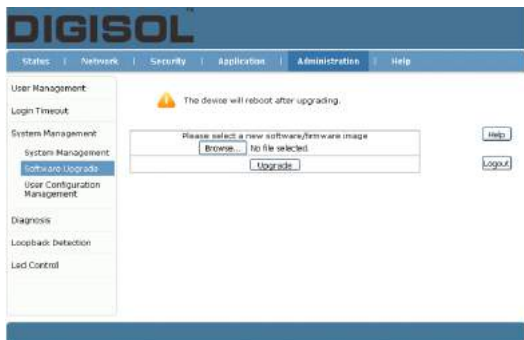 DIGISOL
Status | Network | Security | Application | Administration | Help
User Management
Login Timeout
System Management
System Management
Software Upgrade
User Configuration
Management
Diagnosis
Loopback Detection
Led Control
The device will reboot after upgrading.
Please select a new software/firmware image
Browse... No file selected.
Upgrade
Help
Logout